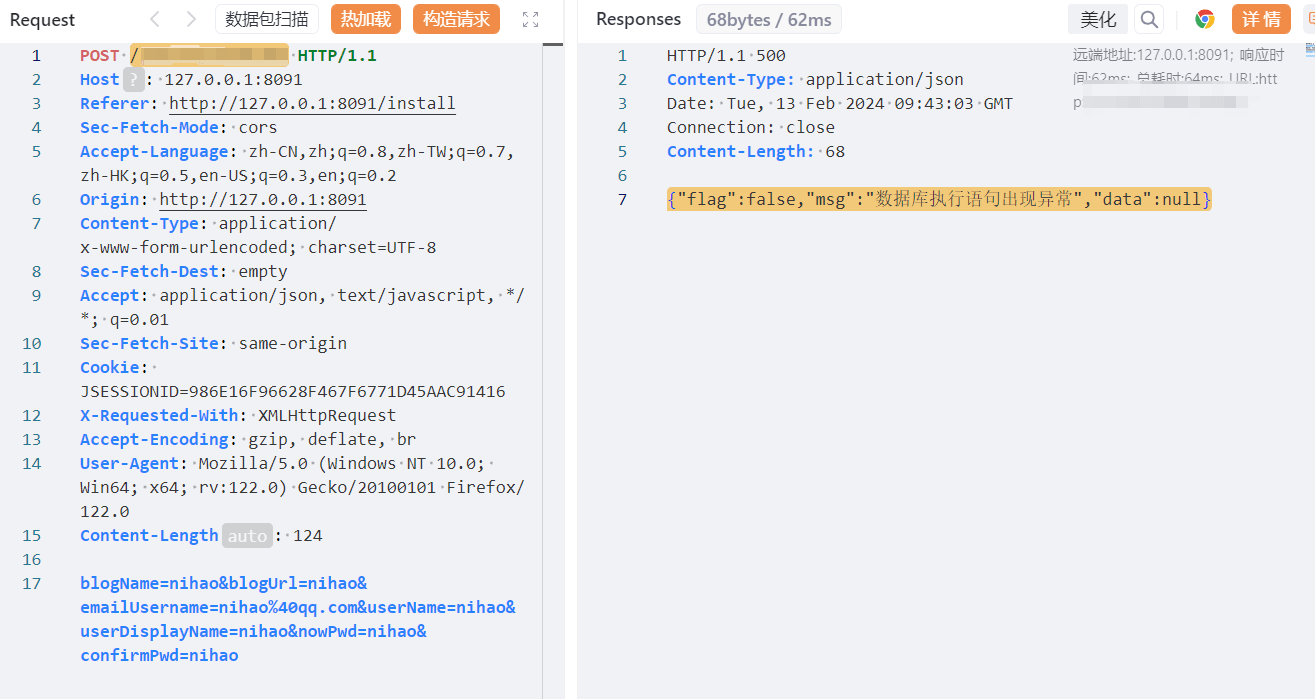 Request
数据包扫描
热加载
构造请求
1 POST / HTTP/1.1
2 Host ? : 127.0.0.1:8091
3 Referer: http://127.0.0.1:8091/install
4 Sec-Fetch-Mode: cors
5 Accept-Language: zh-CN,zh;q=0.8,zh-TW;q=0.7,
zh-HK;q=0.5,en-US;q=0.3,en;q=0.2
6 Origin: http://127.0.0.1:8091
7 Content-Type: application/
x-www-form-urlencoded; charset=UTF-8
8 Sec-Fetch-Dest: empty
9 Accept: application/json, text/javascript, */
*; q=0.01
10 Sec-Fetch-Site: same-origin
11 Cookie:
JSESSIONID=986E16F96628F467F6771D45AAC91416
12 X-Requested-With: XMLHttpRequest
13 Accept-Encoding: gzip, deflate, br
14 User-Agent: Mozilla/5.0 (Windows NT 10.0;
Win64; x64; rv:122.0) Gecko/20100101 Firefox/
122.0
15 Content-Length auto : 124
16
17 blogName=nihao&blogUrl=nihao&
emailUsername=nihao%40qq.com&userName=nihao&
userDisplayName=nihao&nowPwd=nihao&
confirmPwd=nihao
Responses
68bytes / 62ms
美化
详情
1 HTTP/1.1 500
2 Content-Type: application/json
3 Date: Tue, 13 Feb 2024 09:43:03 GMT
4 Connection: close
5 Content-Length: 68
6
7 {"flag":false,"msg":"数据库执行语句出现异常","data":null}
远端地址:127.0.0.1:8091; 响应时
间:62ms; 总耗时:64ms; URL:htt
p